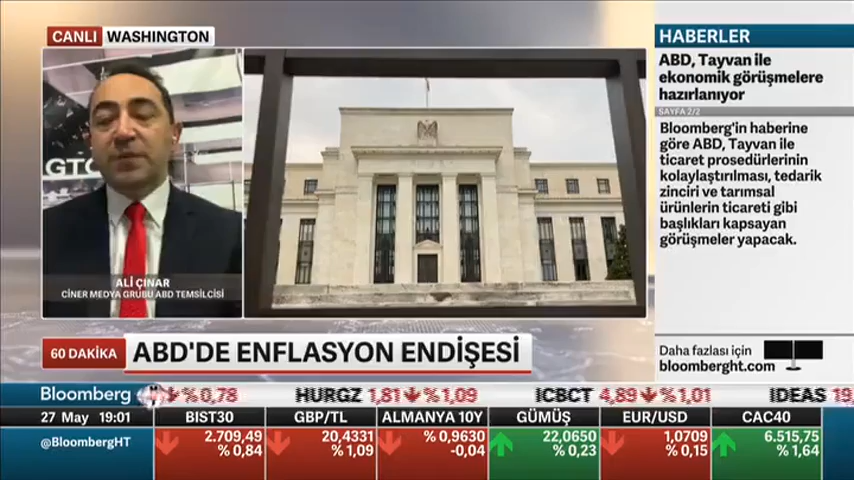 CANLI WASHINGTON
NGTO
ALİ ÇINAR
CİNER MEDYA GRUBU ABD TEMSİLCİSİ
60 DAKİKA ABD'DE ENFLASYON ENDİŞESİ
HABERLER
ABD, Tayvan ile
ekonomik görüşmelere
hazırlanıyor
SAYFA 2/2
Bloomberg'in haberine
göre ABD, Tayvan ile
ticaret prosedürlerinin
kolaylaştırılması, tedarik
zinciri ve tarımsal
ürünlerin ticareti gibi
başlıkları kapsayan
görüşmeler yapacak.
Daha fazlası için
bloomberght.com
Bloomberg HT % 0,78 HURGZ 1,81 % 1,09 ICBCT 4,89 % 1,01 IDEAS 19,
27 May 19:01 BIST30 GBP/TL ALMANYA 10Y GÜMÜŞ EUR/USD CAC40
@BloombergHT 2.709,49 20,4331 % 0,9630 22,0650 1,0709 6.515,75
% 0,84 % 1,09 -0,04 % 0,23 % 0,15 % 1,64